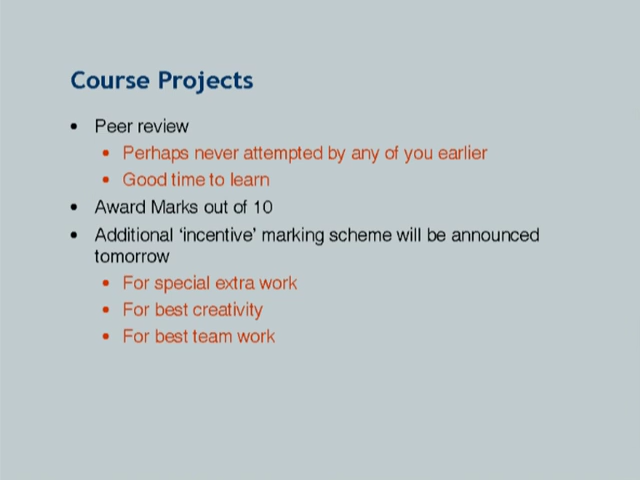 Course Projects
• Peer review
• Perhaps never attempted by any of you earlier
• Good time to learn
• Award Marks out of 10
• Additional ‘incentive’ marking scheme will be announced
tomorrow
• For special extra work
• For best creativity
• For best team work